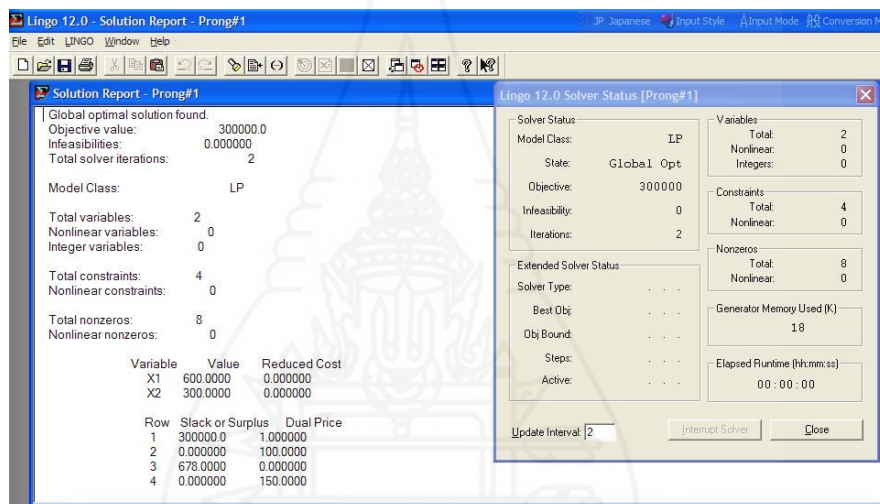 Lingo 12.0 - Solution Report - Prong#1
JP Japanese Input Style Input Mode Conversion M
File Edit LINGO Window Help
Solution Report - Prong#1
Global optimal solution found.
Objective value: 300000.0
Infeasibilities: 0.000000
Total solver iterations: 2
Model Class: LP
Total variables: 2
Nonlinear variables: 0
Integer variables: 0
Total constraints: 4
Nonlinear constraints: 0
Total nonzeros: 8
Nonlinear nonzeros: 0
Variable Value Reduced Cost
X1 600.0000 0.000000
X2 300.0000 0.000000
Row Slack or Surplus Dual Price
1 300000.0 1.000000
2 0.000000 100.0000
3 678.0000 0.000000
4 0.000000 150.0000
Lingo 12.0 Solver Status [Prong#1]
Solver Status
Model Class: LP
State: Global Opt
Objective: 300000
Infeasibility: 0
Iterations: 2
Extended Solver Status
Solver Type: . . .
Best Obj: . . .
Obj Bound: . . .
Steps: . . .
Active: . . .
Update Interval: 2
Variables
Total: 2
Nonlinear: 0
Integers: 0
Constraints
Total: 4
Nonlinear: 0
Nonzeros
Total: 8
Nonlinear: 0
Generator Memory Used (K)
18
Elapsed Runtime (hh:mm:ss)
00:00:00
Interrupt Solver Close